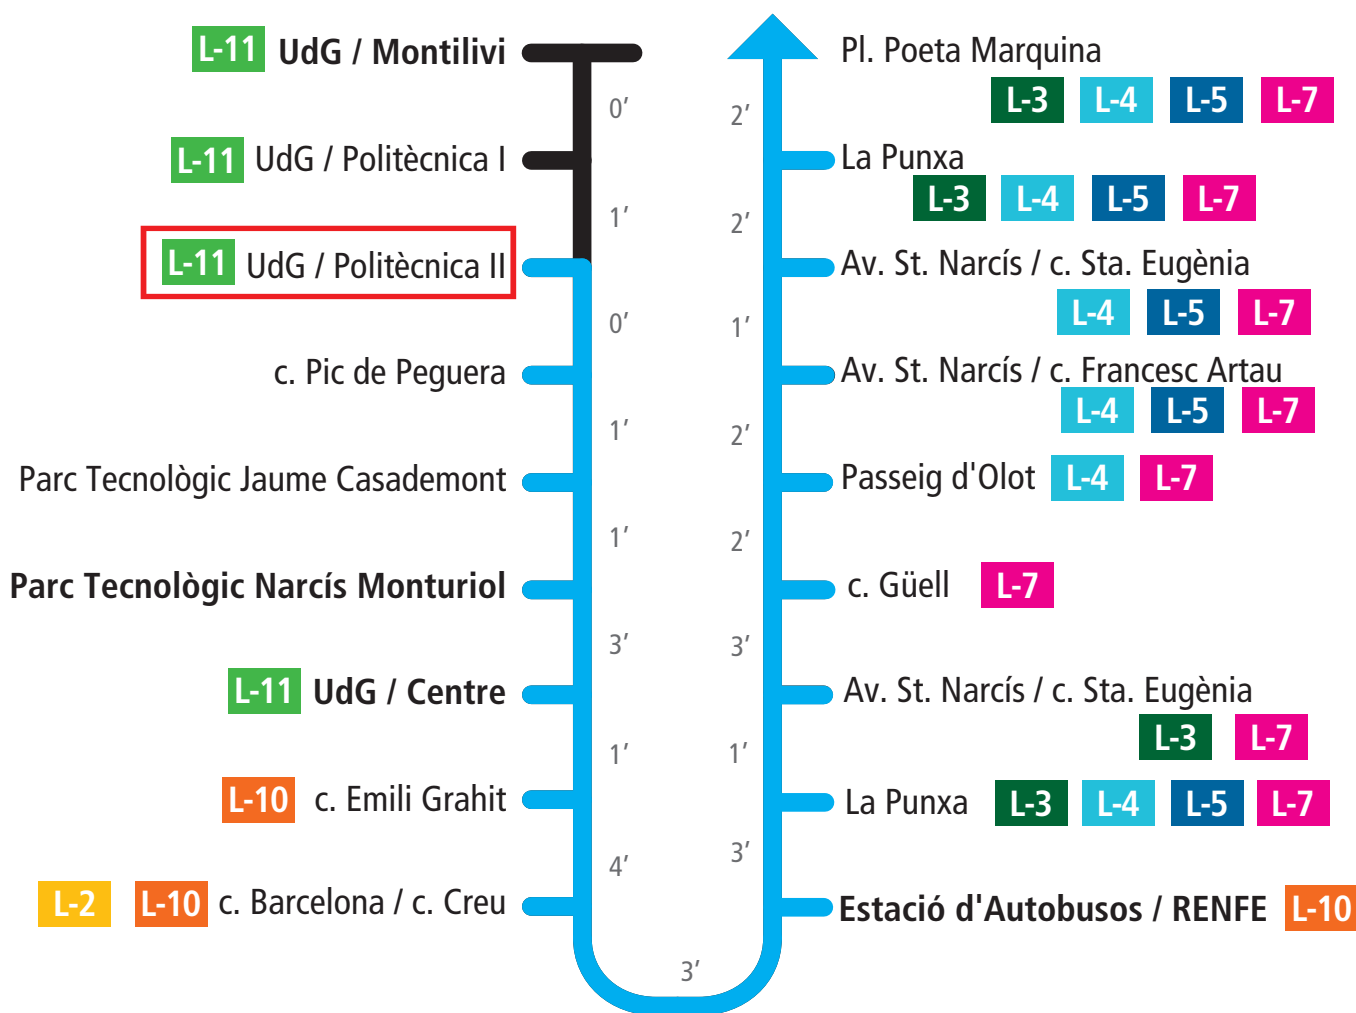 L-11 UdG / Montilivi
0'
L-11 UdG / Politècnica I
1'
L-11 UdG / Politècnica II
0'
c. Pic de Peguera
1'
Parc Tecnològic Jaume Casademont
1'
Parc Tecnològic Narcís Monturiol
3'
L-11 UdG / Centre
1'
L-10 c. Emili Grahit
4'
L-2 L-10 c. Barcelona / c. Creu
3'
Pl. Poeta Marquina
L-3 L-4 L-5 L-7
2'
La Punxa
L-3 L-4 L-5 L-7
2'
Av. St. Narcís / c. Sta. Eugènia
L-4 L-5 L-7
1'
Av. St. Narcís / c. Francesc Artau
L-4 L-5 L-7
2'
Passeig d'Olot L-4 L-7
2'
c. Güell L-7
3'
Av. St. Narcís / c. Sta. Eugènia
L-3 L-7
1'
La Punxa L-3 L-4 L-5 L-7
3'
Estació d'Autobusos / RENFE L-10